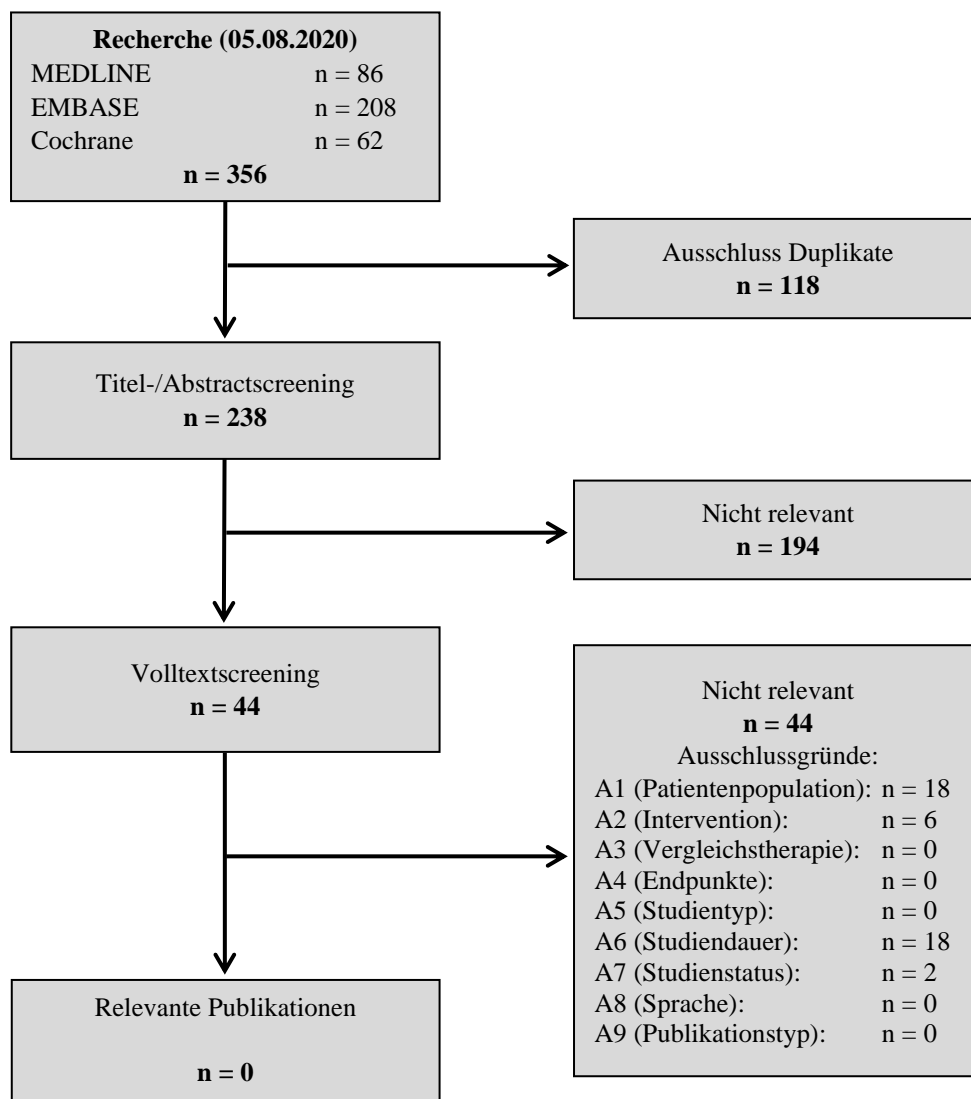 Recherche (05.08.2020)
MEDLINE n = 86
EMBASE n = 208
Cochrane n = 62
n = 356
Ausschluss Duplikate
n = 118
Titel-/Abstractscreening
n = 238
Nicht relevant
n = 194
Volltextscreening
n = 44
Nicht relevant
n = 44
Ausschlussgründe:
A1 (Patientenpopulation): n = 18
A2 (Intervention): n = 6
A3 (Vergleichstherapie): n = 0
A4 (Endpunkte): n = 0
A5 (Studientyp): n = 0
A6 (Studiendauer): n = 18
A7 (Studienstatus): n = 2
A8 (Sprache): n = 0
A9 (Publikationstyp): n = 0
Relevante Publikationen
n = 0